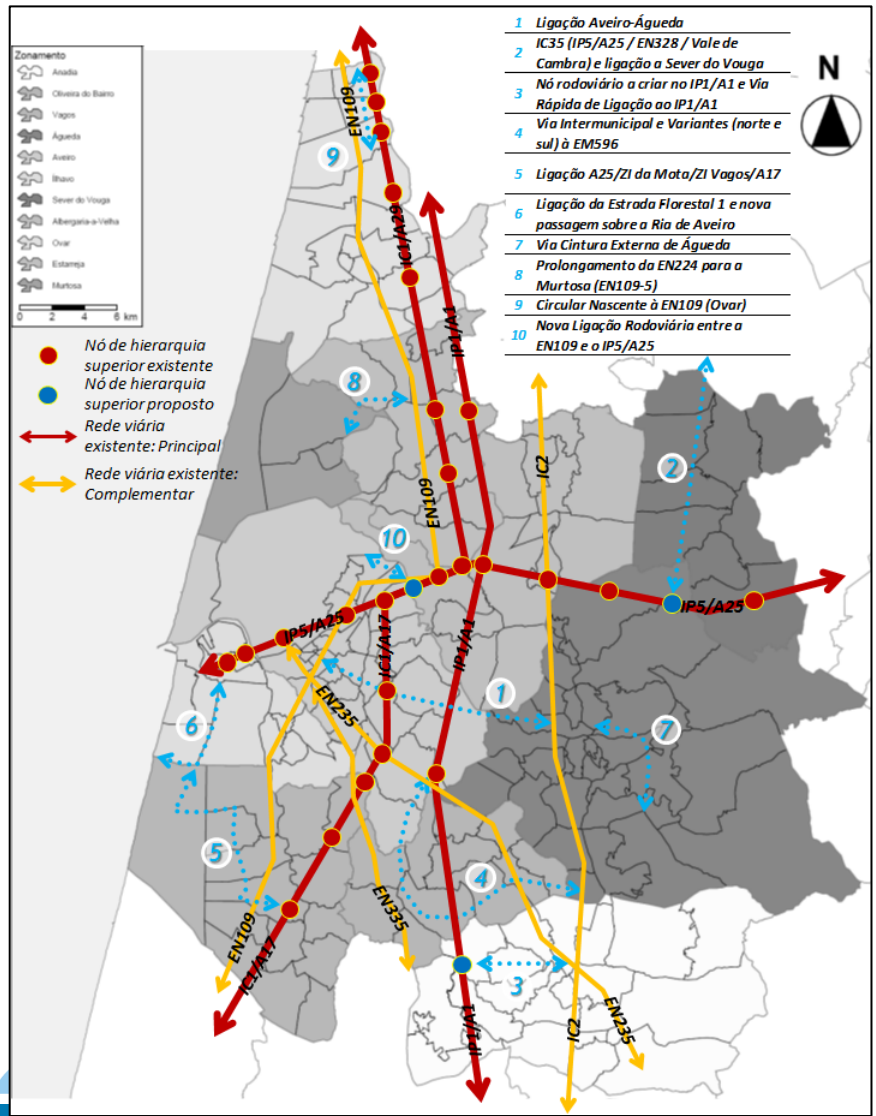 1 Ligação Aveiro-Águeda
2 IC35 (IP5/A25 / EN328 / Vale de
Cambra) e ligação a Sever do Vouga
3 Nó rodoviário a criar no IP1/A1 e Via
Rápida de Ligação ao IP1/A1
4 Via Intermunicipal e Variantes (norte e
sul) à EM596
5 Ligação A25/ZI da Mota/ZI Vagos/A17
6 Ligação da Estrada Florestal 1 e nova
passagem sobre a Ria de Aveiro
7 Via Cintura Externa de Águeda
8 Prolongamento da EN224 para a
Murtosa (EN109-5)
9 Circular Nascente à EN109 (Ovar)
10 Nova Ligação Rodoviária entre a
EN109 e o IP5/A25
N
Zonamento
Anadia
Oliveira do Bairro
Vagos
Águeda
Aveiro
Ílhavo
Sever do Vouga
Albergaria-a-Velha
Ovar
Estarreja
Murtosa
0 2 4 6 km
Nó de hierarquia
superior existente
Nó de hierarquia
superior proposto
Rede viária
existente: Principal
Rede viária existente:
Complementar
EN109
9
IC1/A29
IP1/A1
8
2
IC2
EN109
10
IP5/A25
IP5/A25
IC1/A17
IP1/A1
EN235
1
6
7
5
4
EN109
EN335
IC1/A17
3
IP1/A1
IC2
EN235